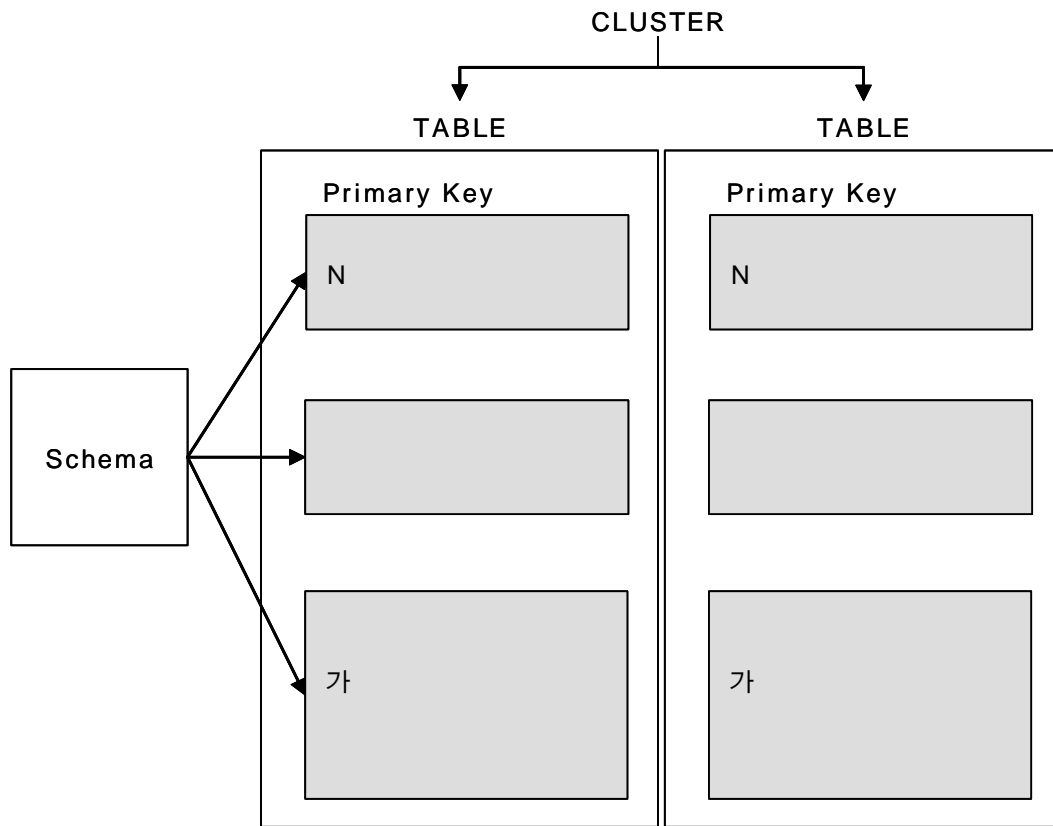 CLUSTER
TABLE TABLE
Primary Key Primary Key
N N
Schema
가 가